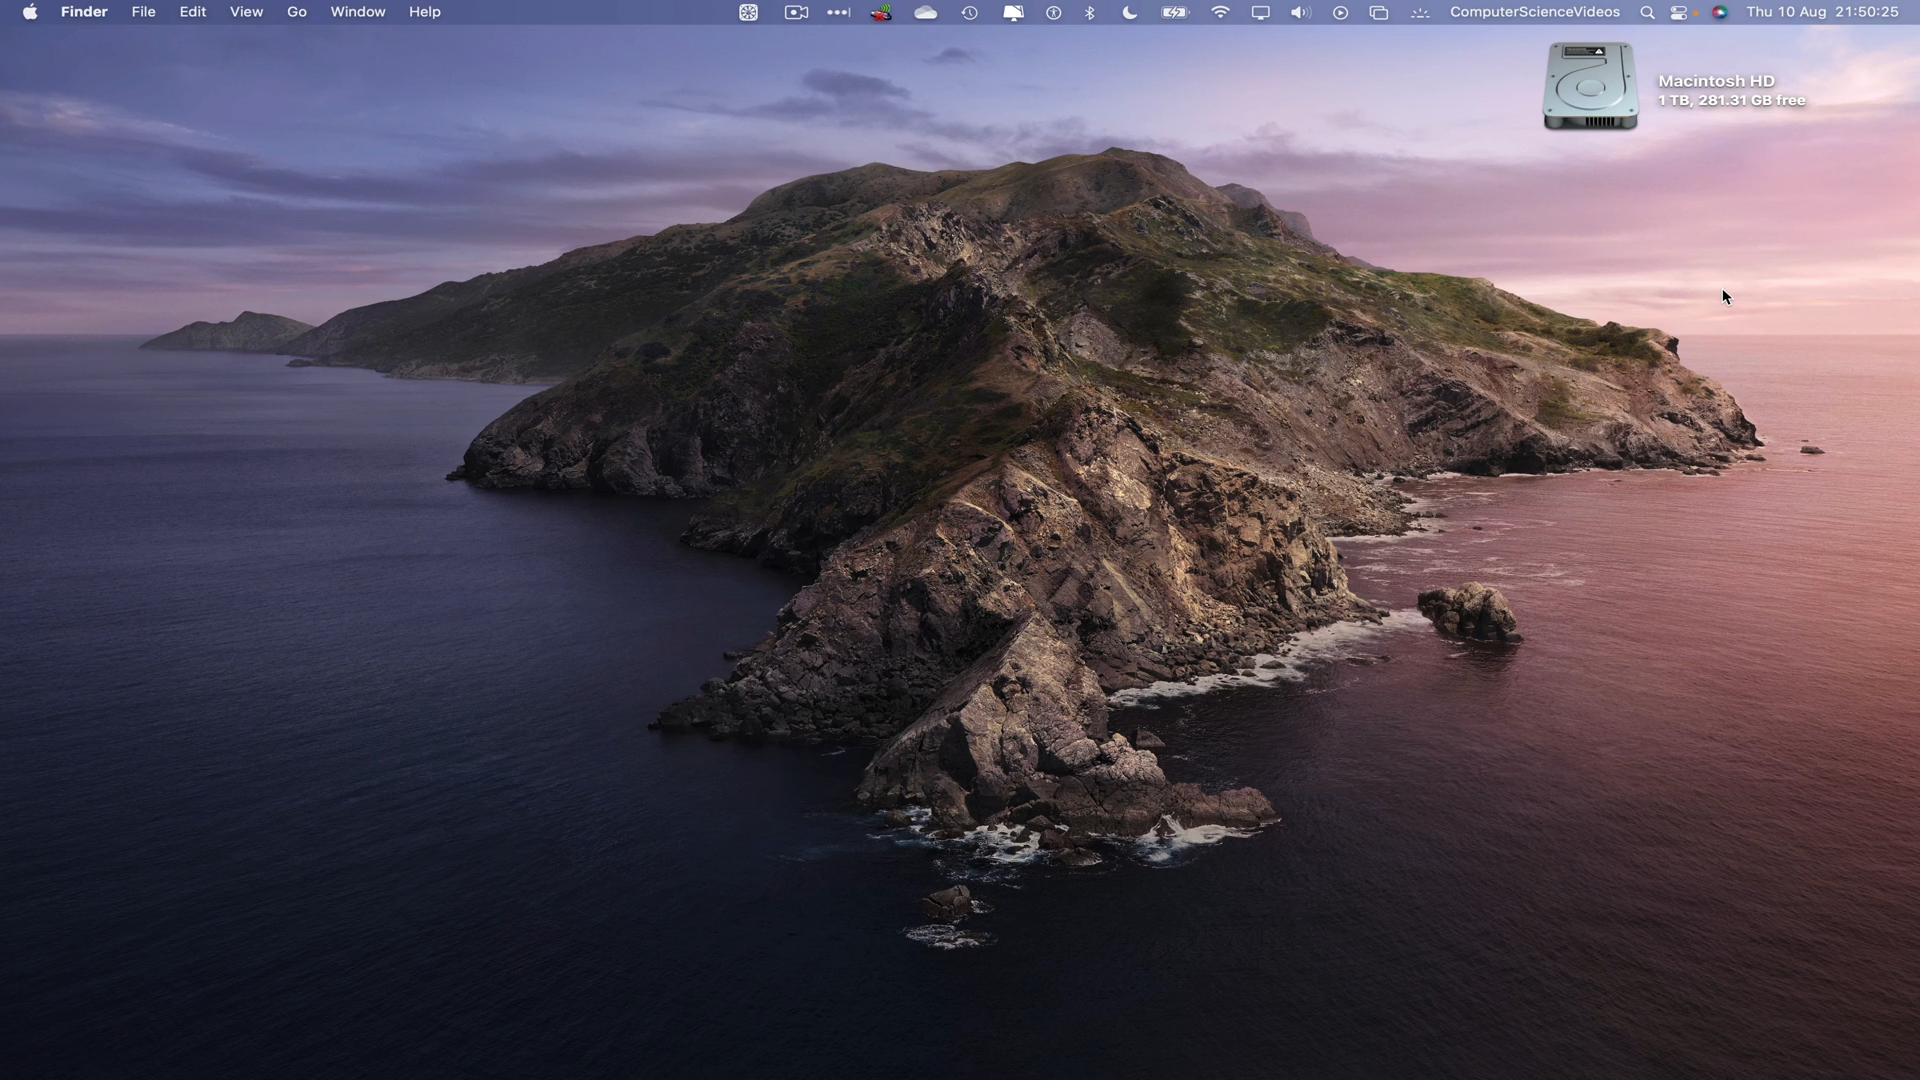 Finder File Edit View Go Window Help ComputerScienceVideos Thu 10 Aug 21:50:25
Macintosh HD
1 TB, 281.31 GB free